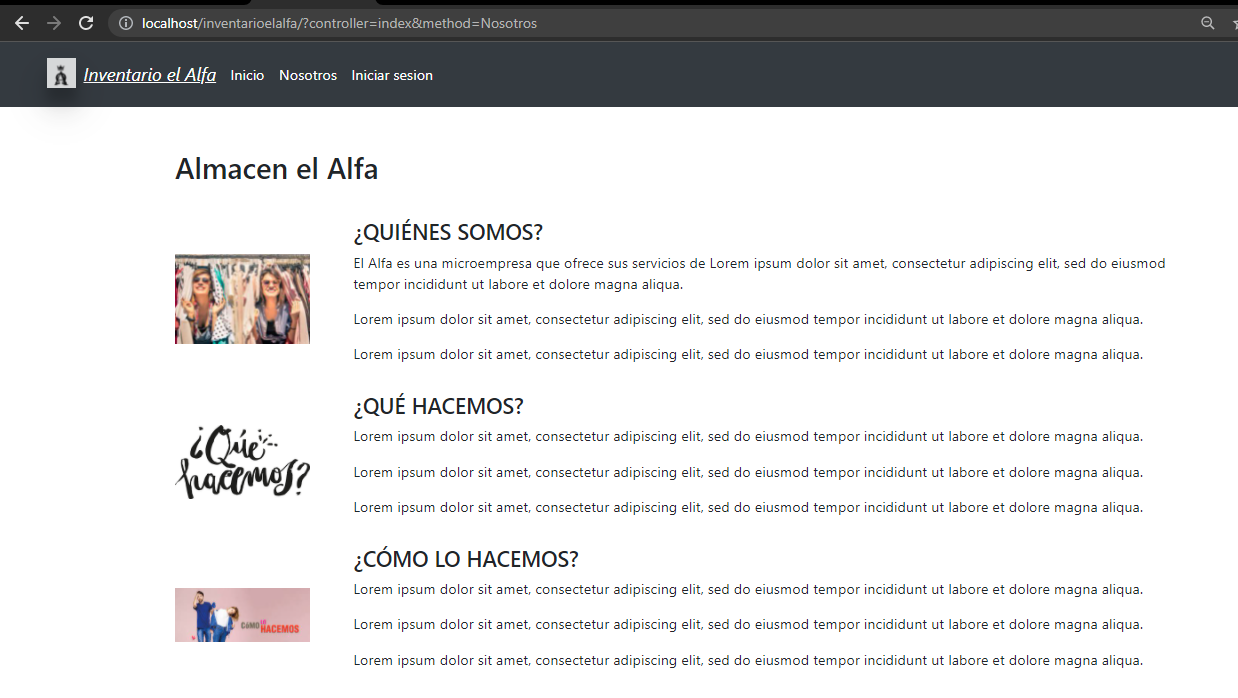 localhost/inventarioelalfa/?controller=index&method=Nosotros
Inventario el Alfa Inicio Nosotros Iniciar sesion
Almacen el Alfa
¿QUIÉNES SOMOS?
El Alfa es una microempresa que ofrece sus servicios de Lorem ipsum dolor sit amet, consectetur adipiscing elit, sed do eiusmod
tempor incididunt ut labore et dolore magna aliqua.
Lorem ipsum dolor sit amet, consectetur adipiscing elit, sed do eiusmod tempor incididunt ut labore et dolore magna aliqua.
Lorem ipsum dolor sit amet, consectetur adipiscing elit, sed do eiusmod tempor incididunt ut labore et dolore magna aliqua.
¿Qúe
hacemos?
¿QUÉ HACEMOS?
Lorem ipsum dolor sit amet, consectetur adipiscing elit, sed do eiusmod tempor incididunt ut labore et dolore magna aliqua.
Lorem ipsum dolor sit amet, consectetur adipiscing elit, sed do eiusmod tempor incididunt ut labore et dolore magna aliqua.
Lorem ipsum dolor sit amet, consectetur adipiscing elit, sed do eiusmod tempor incididunt ut labore et dolore magna aliqua.
CÓMO LO
HACEMOS
¿CÓMO LO HACEMOS?
Lorem ipsum dolor sit amet, consectetur adipiscing elit, sed do eiusmod tempor incididunt ut labore et dolore magna aliqua.
Lorem ipsum dolor sit amet, consectetur adipiscing elit, sed do eiusmod tempor incididunt ut labore et dolore magna aliqua.
Lorem ipsum dolor sit amet, consectetur adipiscing elit, sed do eiusmod tempor incididunt ut labore et dolore magna aliqua.